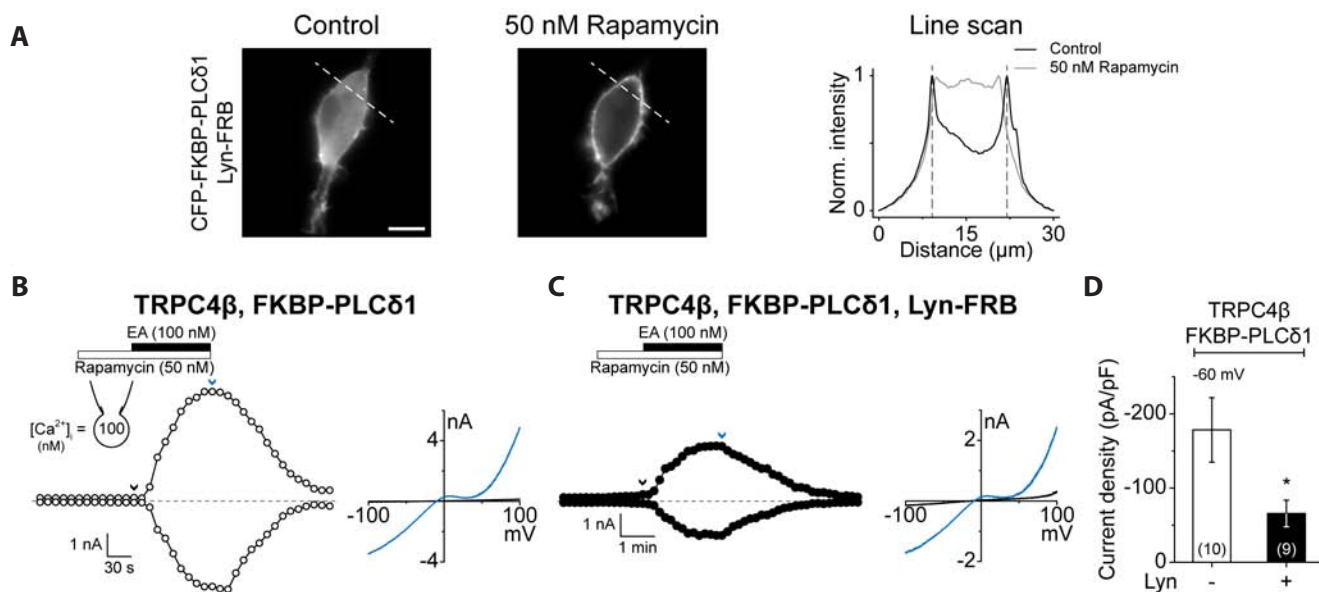 A
Control
50 nM Rapamycin
Line scan
CFP-FKBP-PLCδ1
Lyn-FRB
Control
50 nM Rapamycin
Norm. intensity
1
0
0
15
30
Distance (µm)
B
TRPC4β, FKBP-PLCδ1
EA (100 nM)
Rapamycin (50 nM)
[Ca²⁺]ᵢ =
(nM)
100
1 nA
30 s
nA
4
-100
100
mV
-4
C
TRPC4β, FKBP-PLCδ1, Lyn-FRB
EA (100 nM)
Rapamycin (50 nM)
1 nA
1 min
nA
2
-100
100
mV
-2
D
TRPC4β
FKBP-PLCδ1
-60 mV
Current density (pA/pF)
-200
-100
0
*
(10)
(9)
Lyn - +